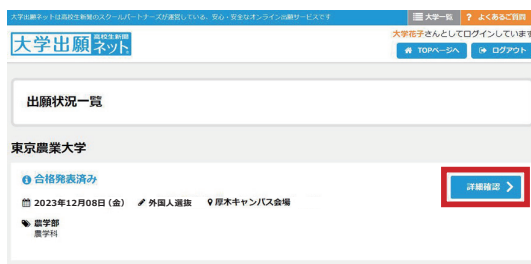 大学出願ネットは高校生新聞のスクールパートナーズが運営している、安心・安全なオンライン出願サービスです
大学一覧
? よくあるご質問
大学出願
高校生新聞
ネット
大学花子さんとしてログインしています
TOPページへ
ログアウト
出願状況一覧
東京農業大学
合格発表済み
詳細確認
2023年12月08日(金) 外国人選抜 厚木キャンパス会場
農学部
農学科